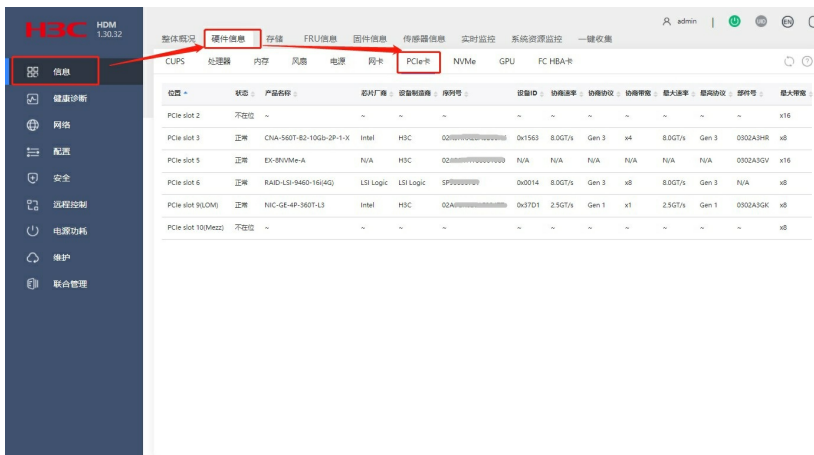 H3C HDM 1.30.32
admin | EN
整体概况 硬件信息 存储 FRU信息 固件信息 传感器信息 实时监控 系统资源监控 一键收集
CUPS 处理器 内存 风扇 电源 网卡 PCIe卡 NVMe GPU FC HBA卡
信息
健康诊断
网络
配置
安全
远程控制
电源功耗
维护
联合管理
位置 状态 产品名称 芯片厂商 设备制造商 序列号 设备ID 协商速率 协商协议 协商带宽 最大速率 最高协议 部件号 最大带宽
PCIe slot 2 不在位 ~ ~ ~ ~ ~ ~ ~ ~ ~ ~ ~ x16
PCIe slot 3 正常 CNA-560T-B2-10Gb-2P-1-X Intel H3C 0x1563 8.0GT/s Gen 3 x4 8.0GT/s Gen 3 0302A3HR x8
PCIe slot 5 正常 EX-8NVMe-A N/A H3C N/A N/A N/A N/A N/A N/A 0302A3GV x16
PCIe slot 6 正常 RAID-LSI-9460-16i(4G) LSI Logic LSI Logic 0x0014 8.0GT/s Gen 3 x8 8.0GT/s Gen 3 N/A x8
PCIe slot 9(LOM) 正常 NIC-GE-4P-360T-L3 Intel H3C 0x37D1 2.5GT/s Gen 1 x1 2.5GT/s Gen 1 0302A3GK x8
PCIe slot 10(Mezz) 不在位 ~ ~ ~ ~ ~ ~ ~ ~ ~ ~ ~ x8